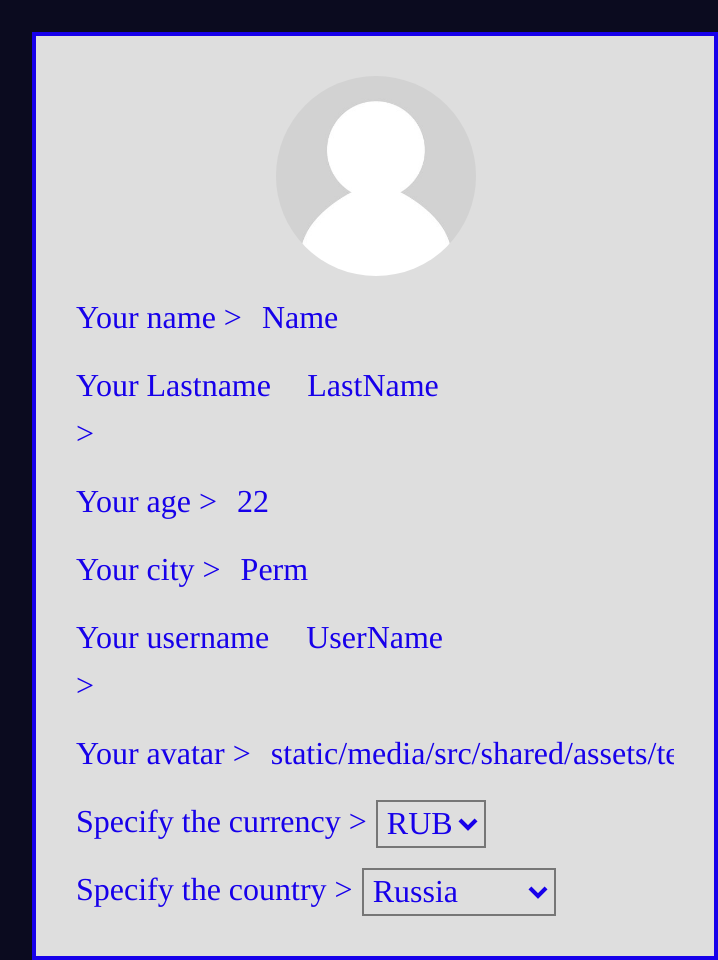 Your name > Name
Your Lastname LastName
>
Your age > 22
Your city > Perm
Your username UserName
>
Your avatar > static/media/src/shared/assets/te
Specify the currency > RUB
Specify the country > Russia